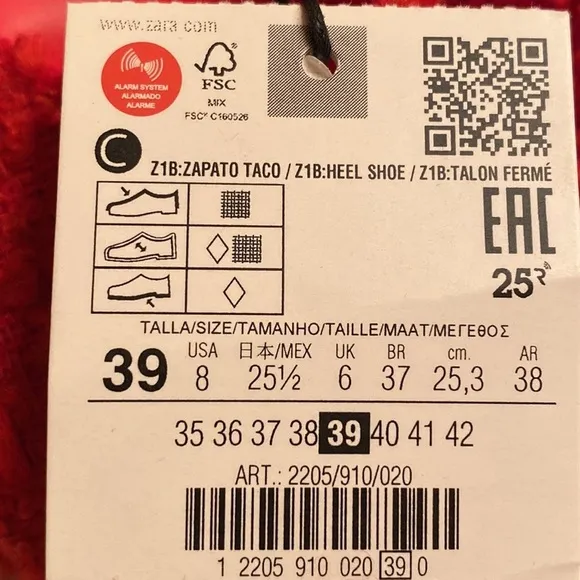 www.zara.com
ALARM SYSTEM
ALARMADO
ALARME
FSC
MIX
FSC® C160526
C
Z1B:ZAPATO TACO / Z1B:HEEL SHOE / Z1B:TALON FERMÉ
EAC
25
TALLA/SIZE/TAMANHO/TAILLE/MAAT/ΜΕΓΕΘΟΣ
39 USA 8 日本/MEX 25½ UK 6 BR 37 cm. 25,3 AR 38
35 36 37 38 39 40 41 42
ART.: 2205/910/020
1 2205 910 020 39 0